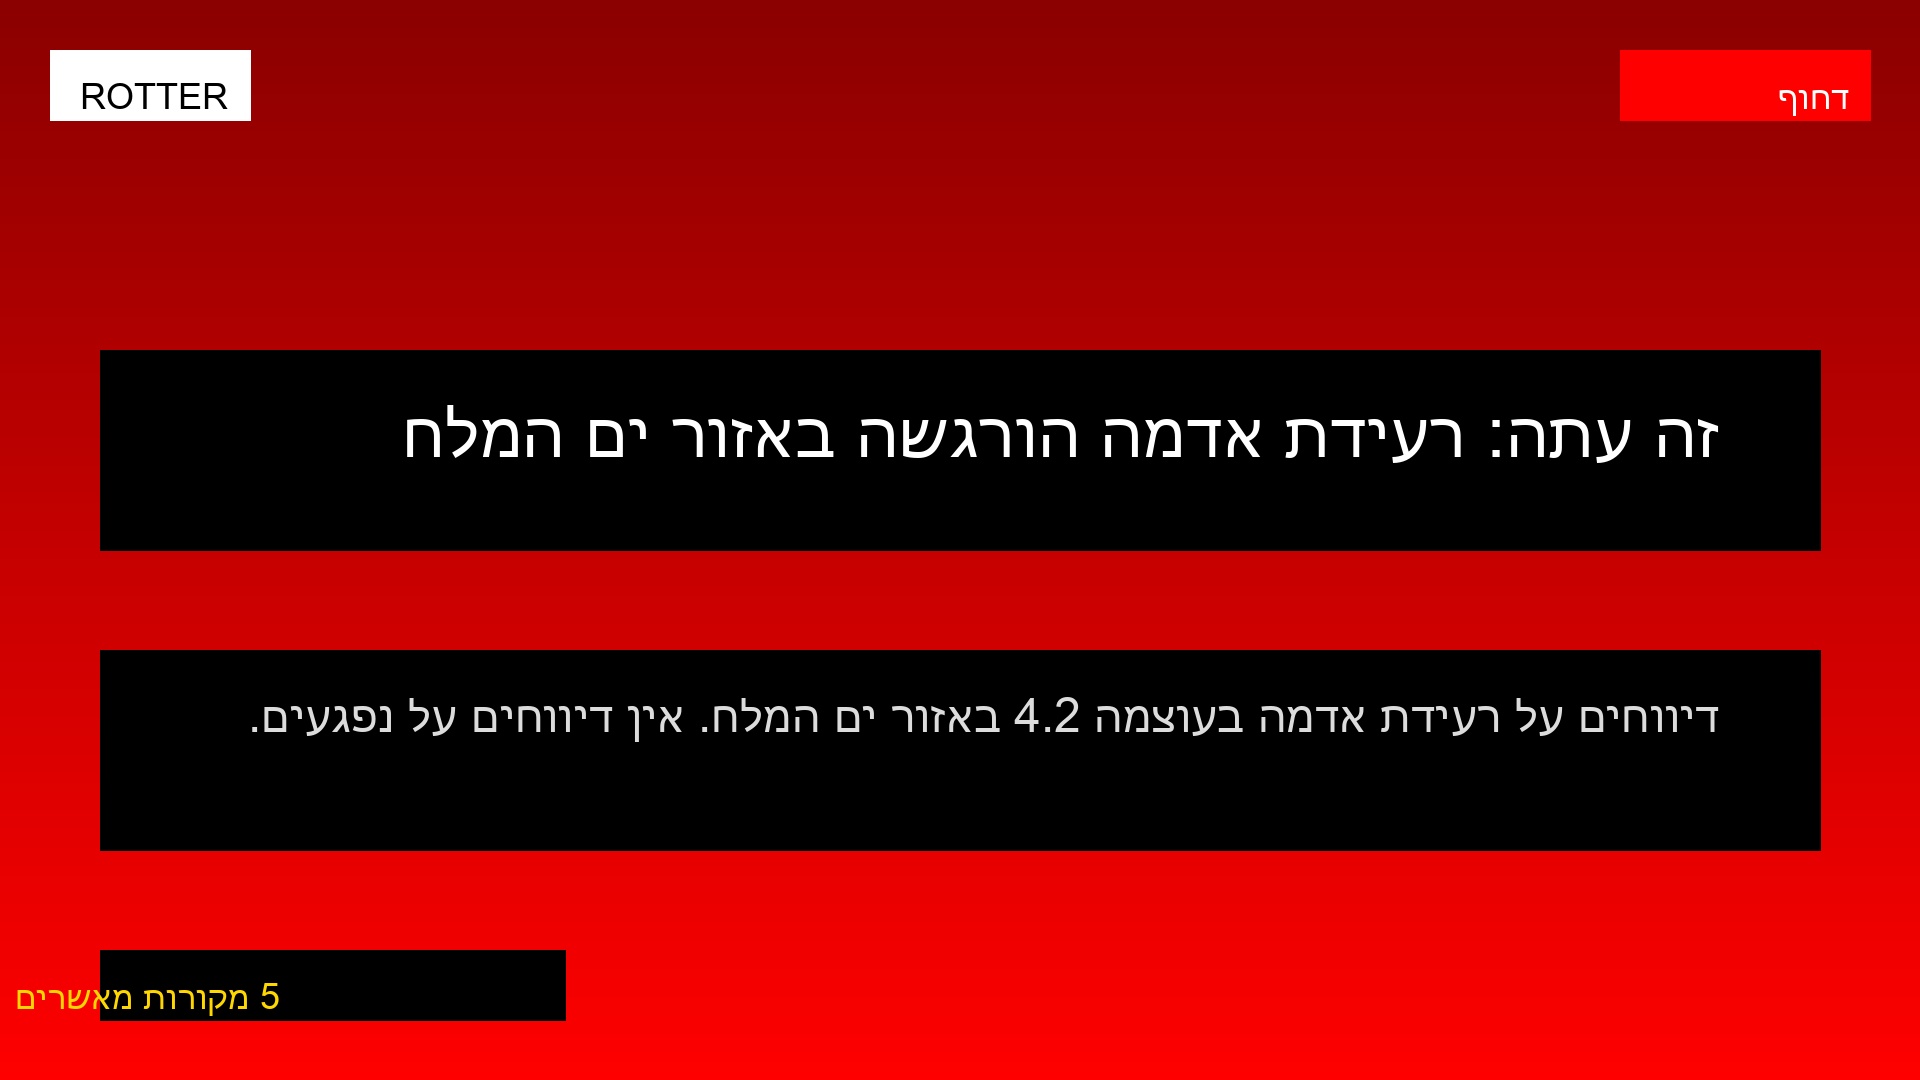 ROTTER
דחוף
זה עתה: רעידת אדמה הורגשה באזור ים המלח
דיווחים על רעידת אדמה בעוצמה 4.2 באזור ים המלח. אין דיווחים על נפגעים.
5 מקורות מאשרים